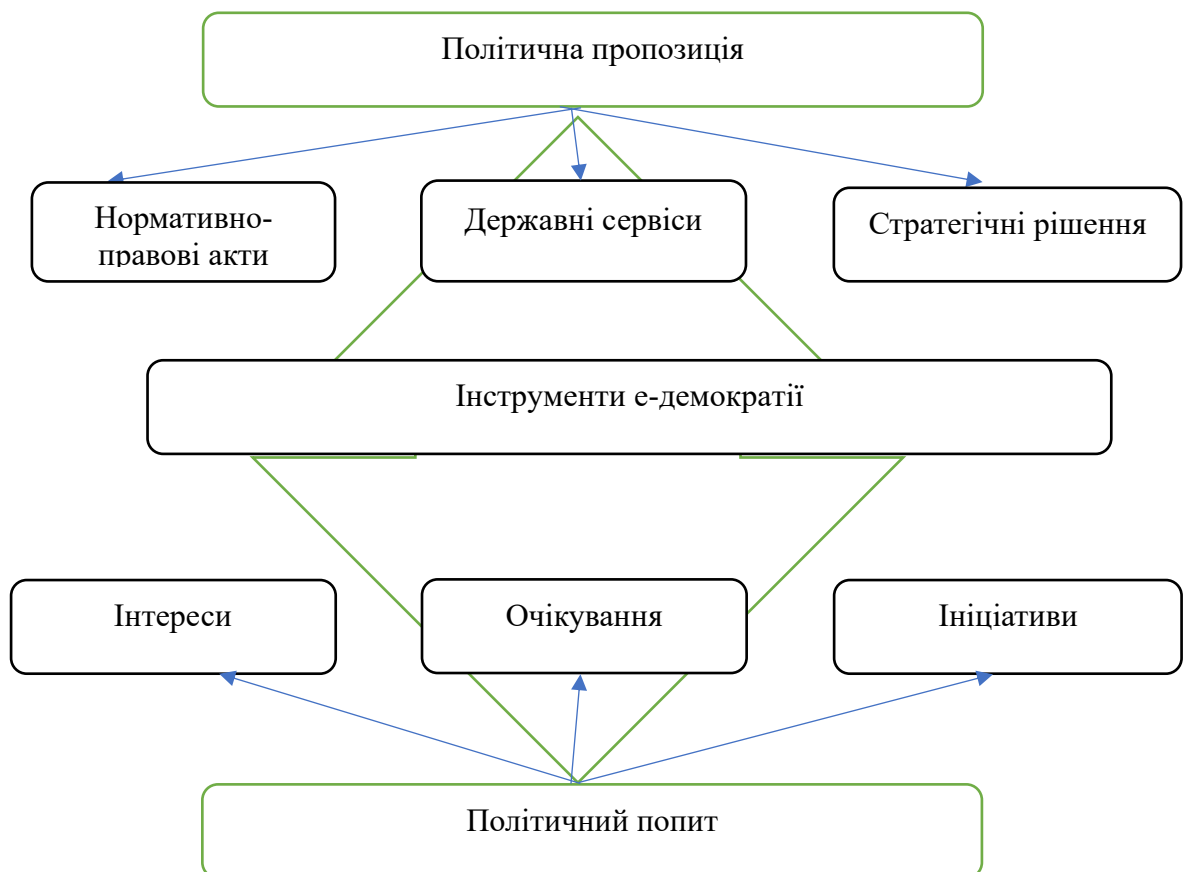 Політична пропозиція
Нормативно-
правові акти
Державні сервіси
Стратегічні рішення
Інструменти е-демократії
Інтереси
Очікування
Ініціативи
Політичний попит